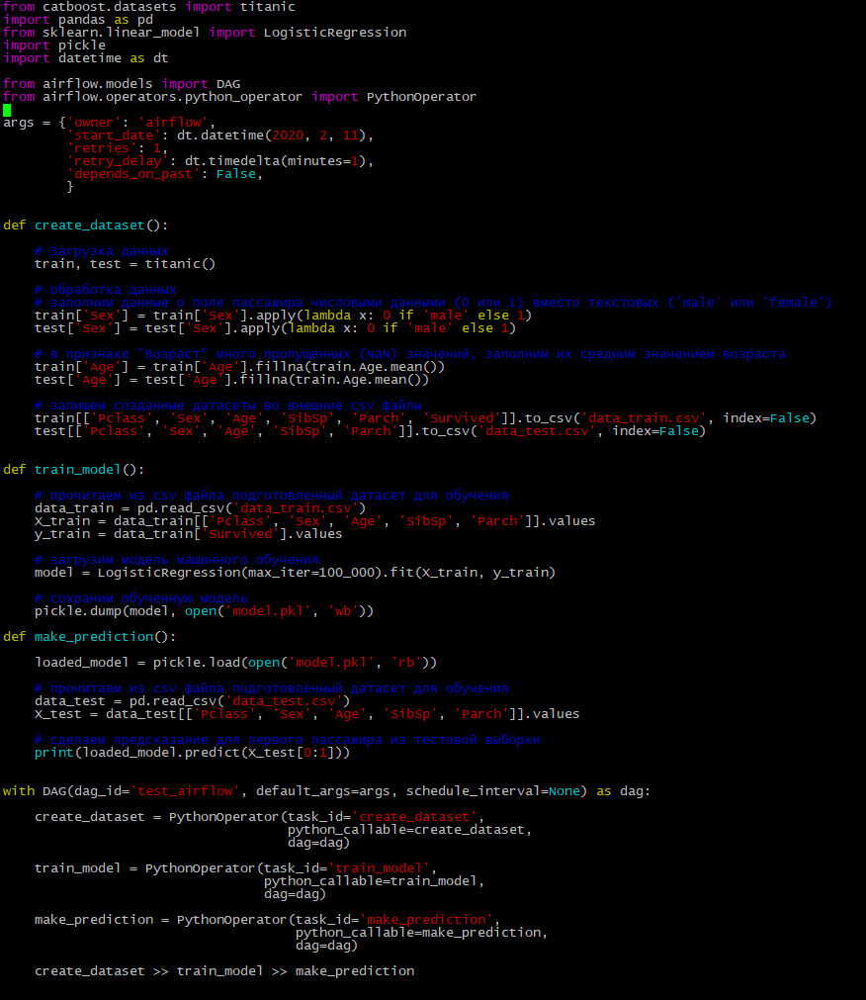 from catboost.datasets import titanic
import pandas as pd
from sklearn.linear_model import LogisticRegression
import pickle
import datetime as dt
from airflow.models import DAG
from airflow.operators.python_operator import PythonOperator
args = {'owner': 'airflow',
        'start_date': dt.datetime(2020, 2, 11),
        'retries': 1,
        'retry_delay': dt.timedelta(minutes=1),
        'depends_on_past': False,
        }
def create_dataset():
    # Загрузка данных
    train, test = titanic()
    # обработка данных
    # заполним данные о поле пассажира числовыми данными (0 или 1) вместо текстовых ('male' или 'female')
    train['Sex'] = train['Sex'].apply(lambda x: 0 if 'male' else 1)
    test['Sex'] = test['Sex'].apply(lambda x: 0 if 'male' else 1)
    # в признаке "Возраст" много пропущенных (NaN) значений, заполним их средним значением возраста
    train['Age'] = train['Age'].fillna(train.Age.mean())
    test['Age'] = test['Age'].fillna(train.Age.mean())
    # запишем созданные датасеты во внешние csv файлы
    train[['Pclass', 'Sex', 'Age', 'SibSp', 'Parch', 'Survived']].to_csv('data_train.csv', index=False)
    test[['Pclass', 'Sex', 'Age', 'SibSp', 'Parch']].to_csv('data_test.csv', index=False)
def train_model():
    # прочитаем из csv файла подготовленный датасет для обучения
    data_train = pd.read_csv('data_train.csv')
    X_train = data_train[['Pclass', 'Sex', 'Age', 'SibSp', 'Parch']].values
    y_train = data_train['Survived'].values
    # загрузим модель машинного обучения
    model = LogisticRegression(max_iter=100_000).fit(X_train, y_train)
    # сохраним обученную модель
    pickle.dump(model, open('model.pkl', 'wb'))
def make_prediction():
    loaded_model = pickle.load(open('model.pkl', 'rb'))
    # прочитаем из csv файла подготовленный датасет для обучения
    data_test = pd.read_csv('data_test.csv')
    X_test = data_test[['Pclass', 'Sex', 'Age', 'SibSp', 'Parch']].values
    # сделаем предсказание для первого пассажира из тестовой выборки
    print(loaded_model.predict(X_test[0:1]))
with DAG(dag_id='test_airflow', default_args=args, schedule_interval=None) as dag:
    create_dataset = PythonOperator(task_id='create_dataset',
                                    python_callable=create_dataset,
                                    dag=dag)
    train_model = PythonOperator(task_id='train_model',
                                 python_callable=train_model,
                                 dag=dag)
    make_prediction = PythonOperator(task_id='make_prediction',
                                     python_callable=make_prediction,
                                     dag=dag)
    create_dataset >> train_model >> make_prediction